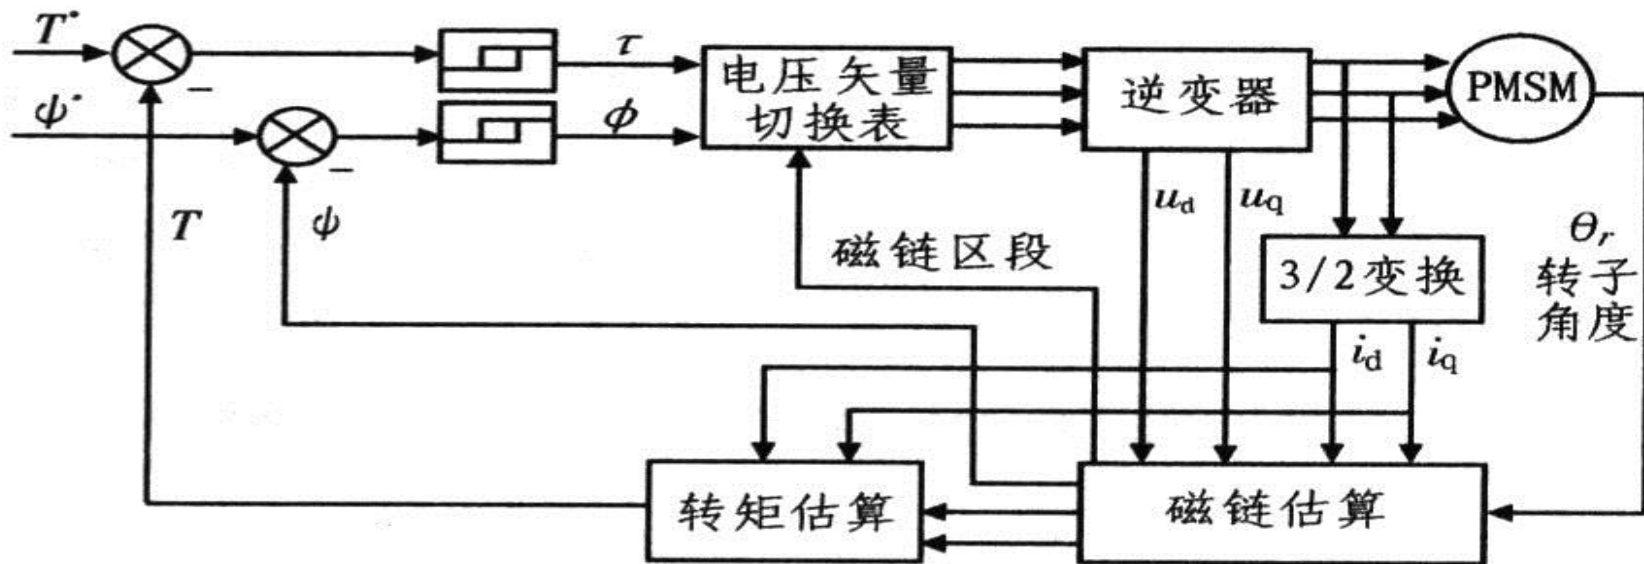 T*
τ
电压矢量
切换表
逆变器
PMSM
−
ψ*
ϕ
−
T
ψ
u_d
u_q
磁链区段
3/2变换
θ_r
转子
角度
i_d
i_q
转矩估算
磁链估算